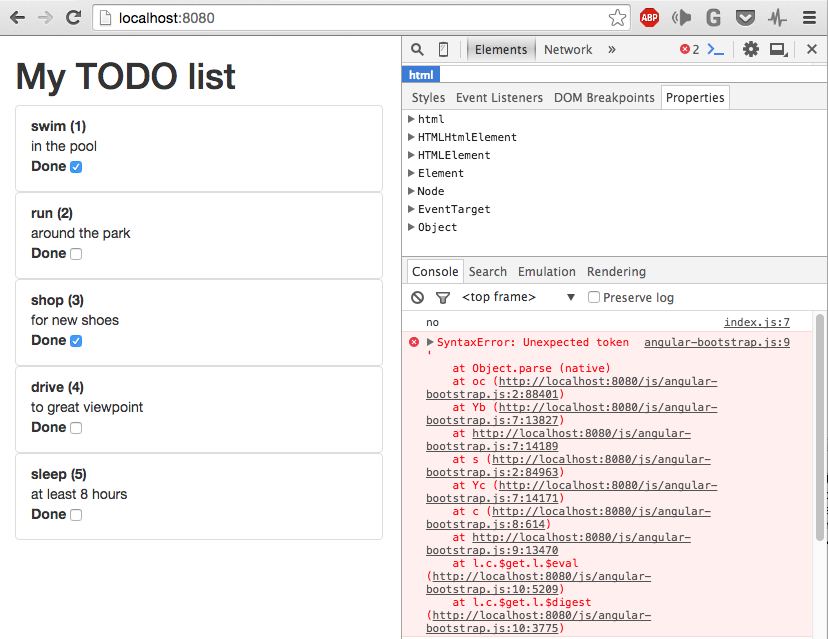 localhost:8080
ABP
G
My TODO list
swim (1)
in the pool
Done
run (2)
around the park
Done
shop (3)
for new shoes
Done
drive (4)
to great viewpoint
Done
sleep (5)
at least 8 hours
Done
Elements Network » 2
html
Styles Event Listeners DOM Breakpoints Properties
html
HTMLHtmlElement
HTMLElement
Element
Node
EventTarget
Object
Console Search Emulation Rendering
<top frame> Preserve log
no index.js:7
SyntaxError: Unexpected token angular-bootstrap.js:9
'
at Object.parse (native)
at oc (http://localhost:8080/js/angular-
bootstrap.js:2:88401)
at Yb (http://localhost:8080/js/angular-
bootstrap.js:7:13827)
at http://localhost:8080/js/angular-
bootstrap.js:7:14189
at s (http://localhost:8080/js/angular-
bootstrap.js:2:84963)
at Yc (http://localhost:8080/js/angular-
bootstrap.js:7:14171)
at c (http://localhost:8080/js/angular-
bootstrap.js:8:614)
at http://localhost:8080/js/angular-
bootstrap.js:9:13470
at l.c.$get.l.$eval
(http://localhost:8080/js/angular-
bootstrap.js:10:5209)
at l.c.$get.l.$digest
(http://localhost:8080/js/angular-
bootstrap.js:10:3775)